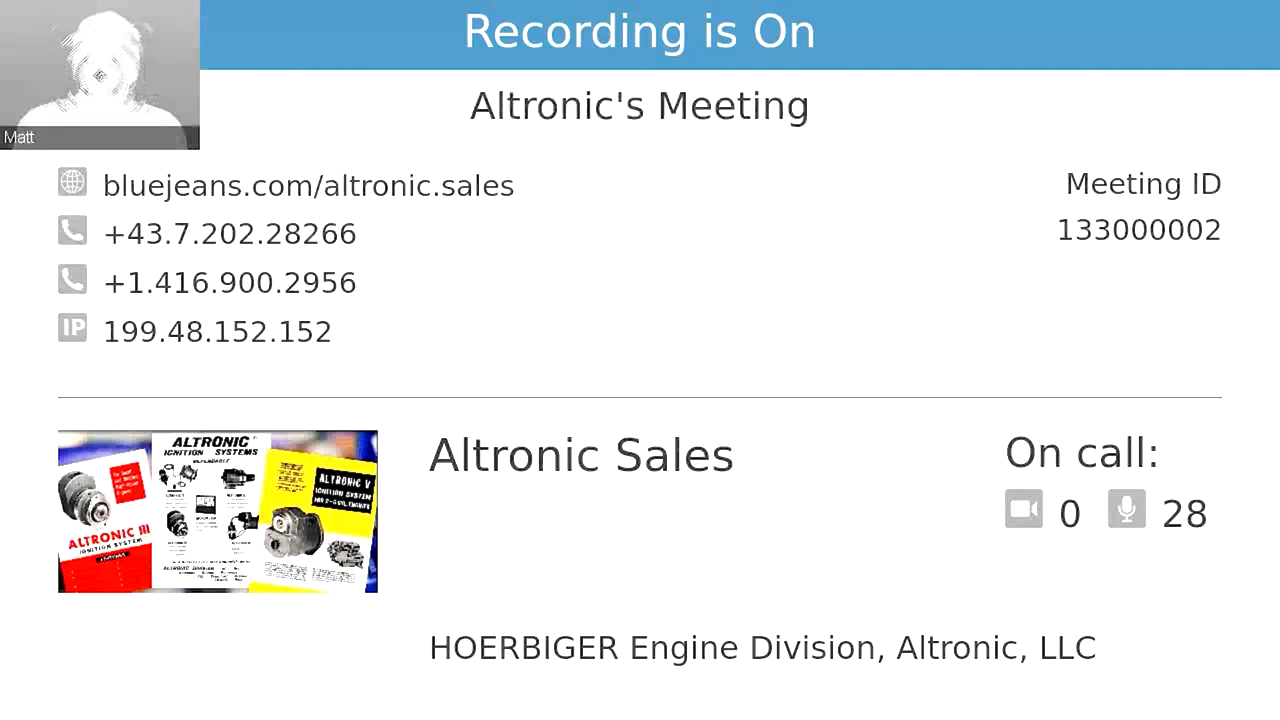 Recording is On
Matt
Altronic's Meeting
bluejeans.com/altronic.sales
+43.7.202.28266
+1.416.900.2956
IP 199.48.152.152
Meeting ID
133000002
ALTRONIC III
IGNITION SYSTEM
ALTRONIC
IGNITION SYSTEMS
ALTRONIC V
IGNITION SYSTEM
Altronic Sales
On call:
0 28
HOERBIGER Engine Division, Altronic, LLC